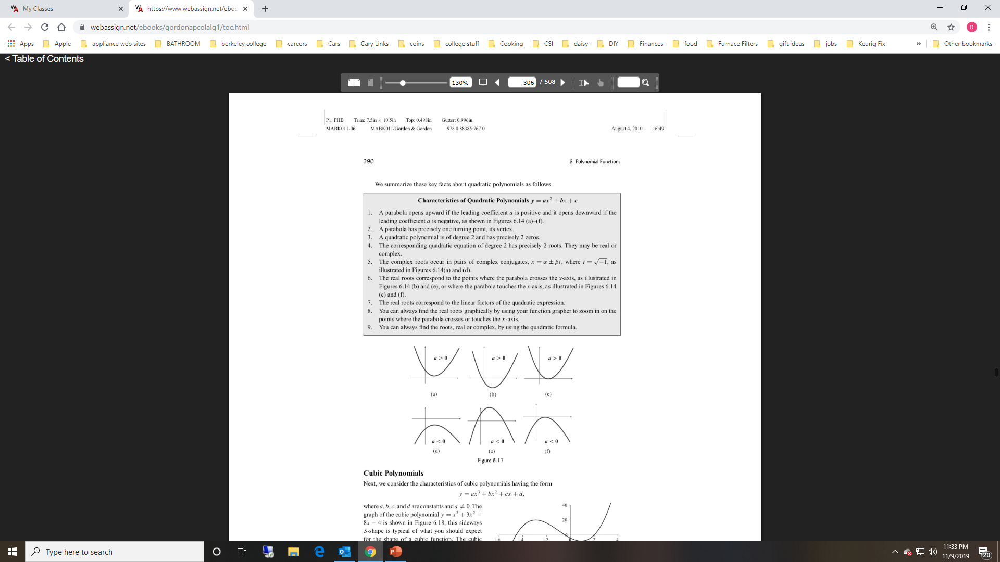 My Classes
https://www.webassign.net/eboo
webassign.net/ebooks/gordonapcolalg1/toc.html
D
Apps Apple appliance web sites BATHROOM berkeley college careers Cars Cary Links coins college stuff Cooking CSI daisy DIY Finances food Furnace Filters gift ideas jobs Keurig Fix » Other bookmarks
< Table of Contents
130% 306 / 508
P1: PHB Trim: 7.5in × 10.5in Top: 0.498in Gutter: 0.996in
MABK011-06 MABK011/Gordon & Gordon 978 0 88385 767 0 August 4, 2010 16:49
290 6 Polynomial Functions
We summarize these key facts about quadratic polynomials as follows.
Characteristics of Quadratic Polynomials y = ax² + bx + c
1. A parabola opens upward if the leading coefficient a is positive and it opens downward if the
leading coefficient a is negative, as shown in Figures 6.14 (a)–(f).
2. A parabola has precisely one turning point, its vertex.
3. A quadratic polynomial is of degree 2 and has precisely 2 zeros.
4. The corresponding quadratic equation of degree 2 has precisely 2 roots. They may be real or
complex.
5. The complex roots occur in pairs of complex conjugates, x = α ± βi, where i = √−1, as
illustrated in Figures 6.14(a) and (d).
6. The real roots correspond to the points where the parabola crosses the x-axis, as illustrated in
Figures 6.14 (b) and (e), or where the parabola touches the x-axis, as illustrated in Figures 6.14
(c) and (f).
7. The real roots correspond to the linear factors of the quadratic expression.
8. You can always find the real roots graphically by using your function grapher to zoom in on the
points where the parabola crosses or touches the x-axis.
9. You can always find the roots, real or complex, by using the quadratic formula.
a > 0 a > 0 a > 0
(a) (b) (c)
a < 0 a < 0 a < 0
(d) (e) (f)
Figure 6.17
Cubic Polynomials
Next, we consider the characteristics of cubic polynomials having the form
y = ax³ + bx² + cx + d,
where a, b, c, and d are constants and a ≠ 0. The
graph of the cubic polynomial y = x³ + 3x² −
8x − 4 is shown in Figure 6.18; this sideways
S-shape is typical of what you should expect
for the shape of a cubic function. The cubic
40
20
0
−6 −4 −2 0 2 4
Type here to search
11:33 PM
11/9/2019
20